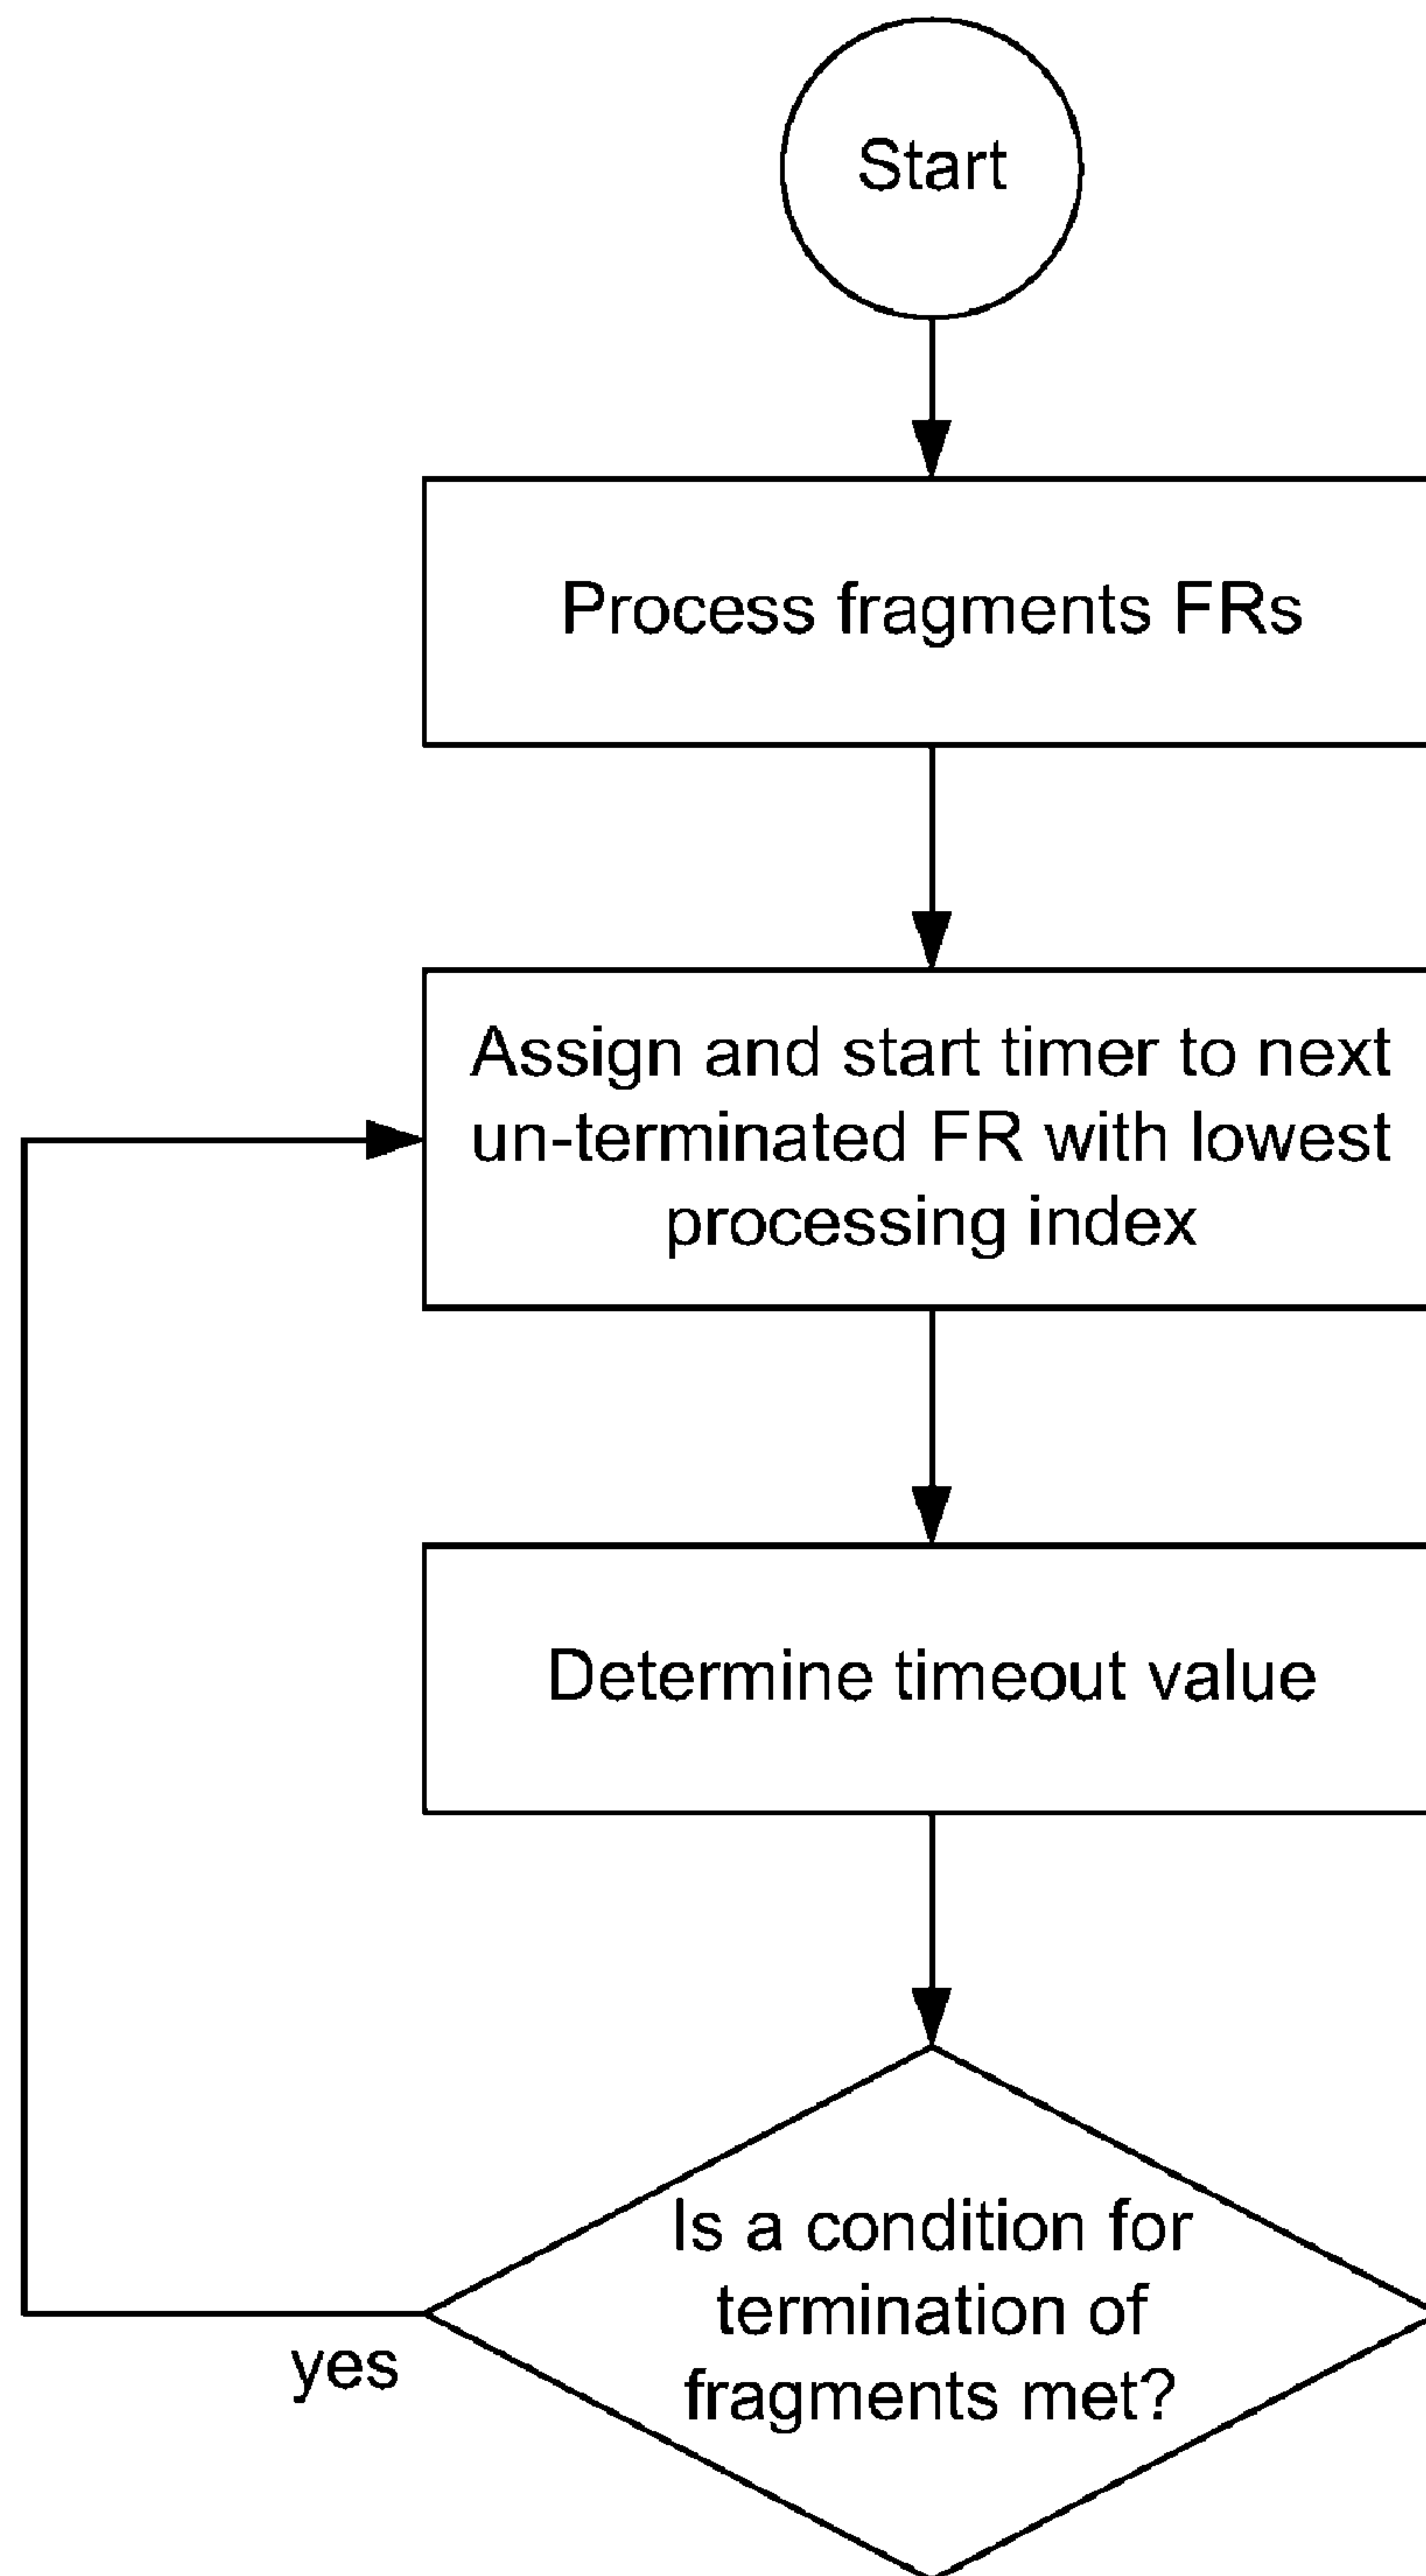 Start
Process fragments FRs
Assign and start timer to next
un-terminated FR with lowest
processing index
Determine timeout value
Is a condition for
termination of
fragments met?
yes